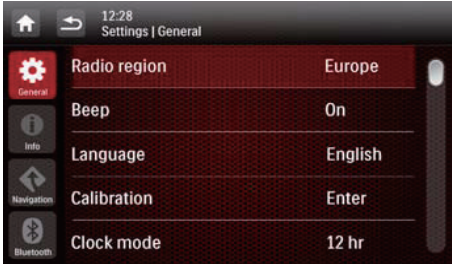 12:28
Settings | General
General
Radio region Europe
Beep On
Info
Language English
Navigation
Calibration Enter
Bluetooth
Clock mode 12 hr